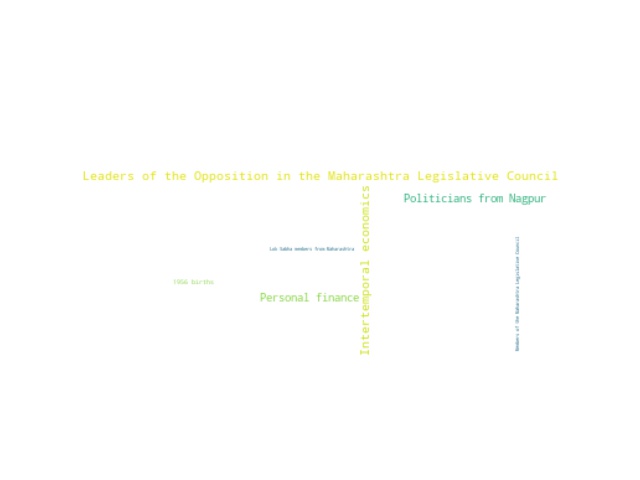 Leaders of the Opposition in the Maharashtra Legislative Council
Politicians from Nagpur
Intertemporal economics
Lok Sabha members from Maharashtra
Members of the Maharashtra Legislative Council
births
Personal finance